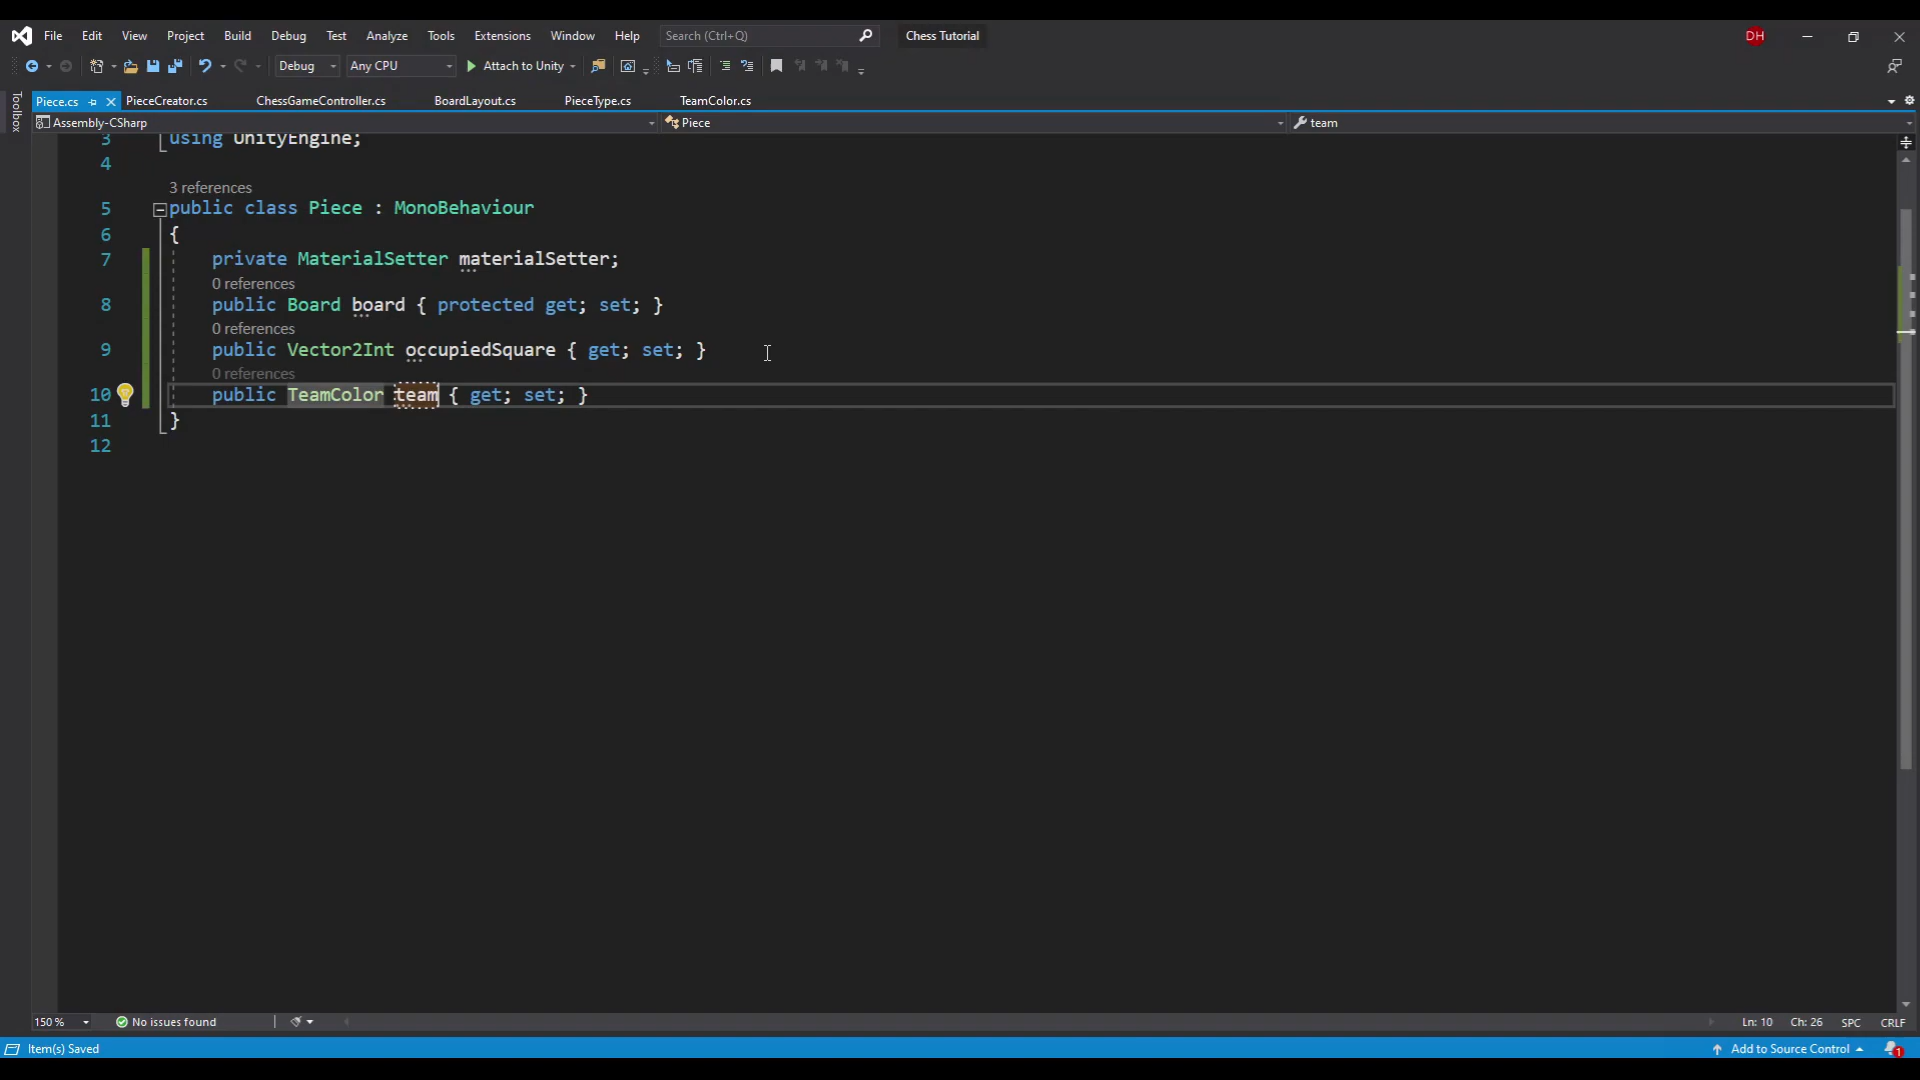 File Edit View Project Build Debug Test Analyze Tools Extensions Window Help Search (Ctrl+Q) Chess Tutorial DH
Debug Any CPU Attach to Unity
Piece.cs PieceCreator.cs ChessGameController.cs BoardLayout.cs PieceType.cs TeamColor.cs
Toolbox
Assembly-CSharp Piece team
3 using UnityEngine;
4
3 references
5 public class Piece : MonoBehaviour
6 {
7 private MaterialSetter materialSetter;
0 references
8 public Board board { protected get; set; }
0 references
9 public Vector2Int occupiedSquare { get; set; }
0 references
10 public TeamColor team { get; set; }
11 }
12
150 % No issues found Ln: 10 Ch: 26 SPC CRLF
Item(s) Saved Add to Source Control 1